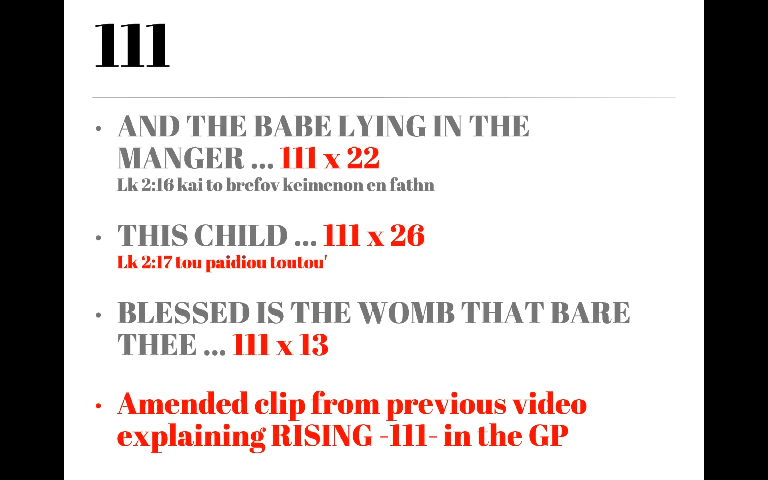 111
• AND THE BABE LYING IN THE
MANGER ... 111 x 22
Lk 2:16 kai to brefov keimenon en fathn
• THIS CHILD ... 111 x 26
Lk 2:17 tou paidiou toutou'
• BLESSED IS THE WOMB THAT BARE
THEE ... 111 x 13
• Amended clip from previous video
explaining RISING -111- in the GP